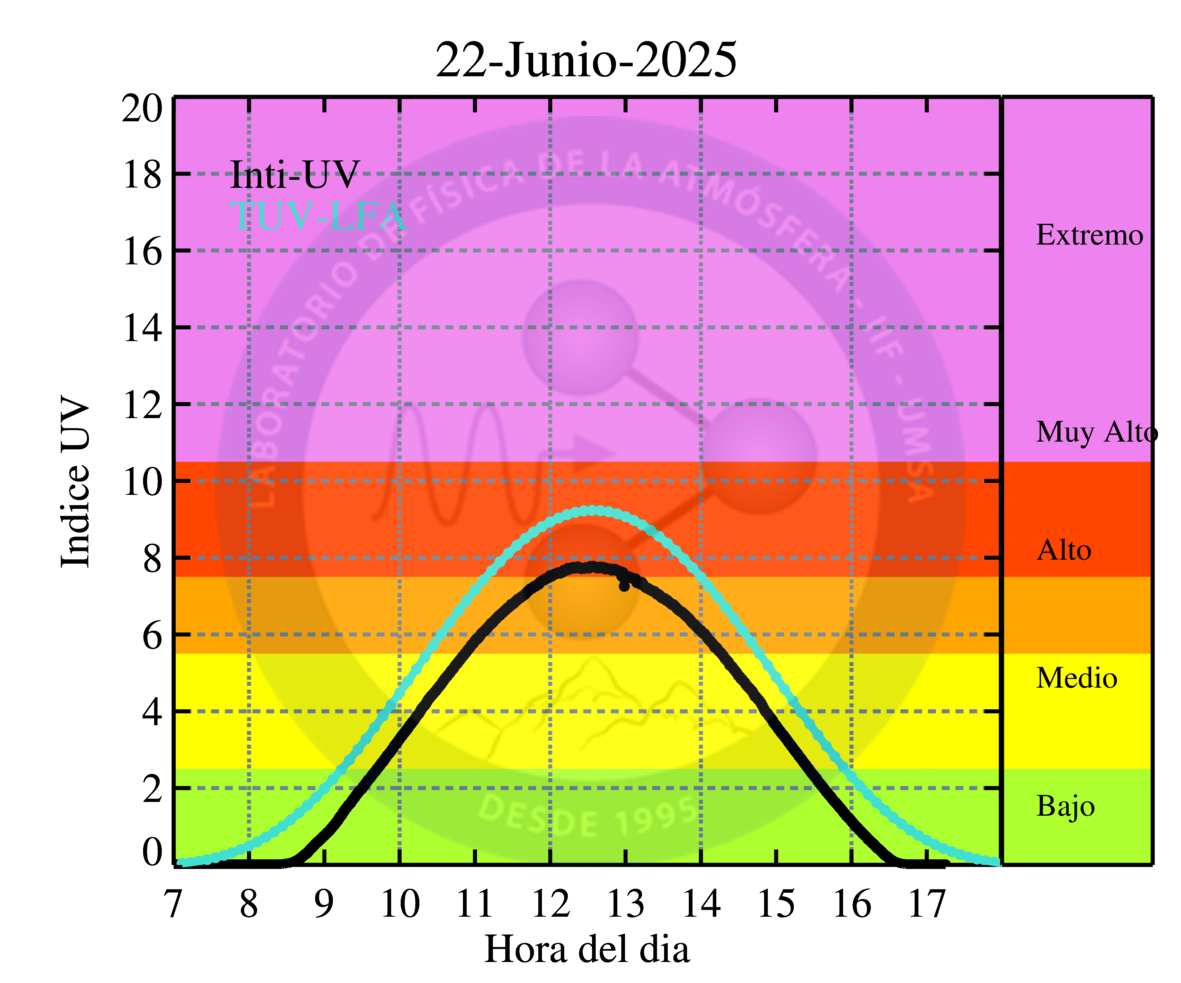 22-Junio-2025
Inti-UV
TUV-LFA
LABORATORIO DE FÍSICA DE LA ATMÓSFERA - IIF - UMSA
DESDE 1995
Indice UV
20
18
16
14
12
10
8
6
4
2
0
Extremo
Muy Alto
Alto
Medio
Bajo
7 8 9 10 11 12 13 14 15 16 17
Hora del dia